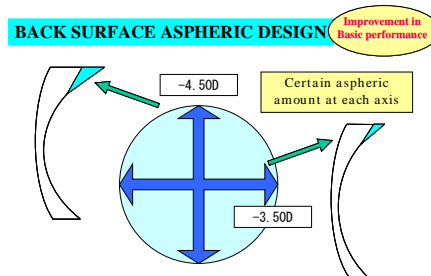 BACK SURFACE ASPHERIC DESIGN
Improvement in
Basic performance
-4.50D
Certain aspheric
amount at each axis
-3.50D